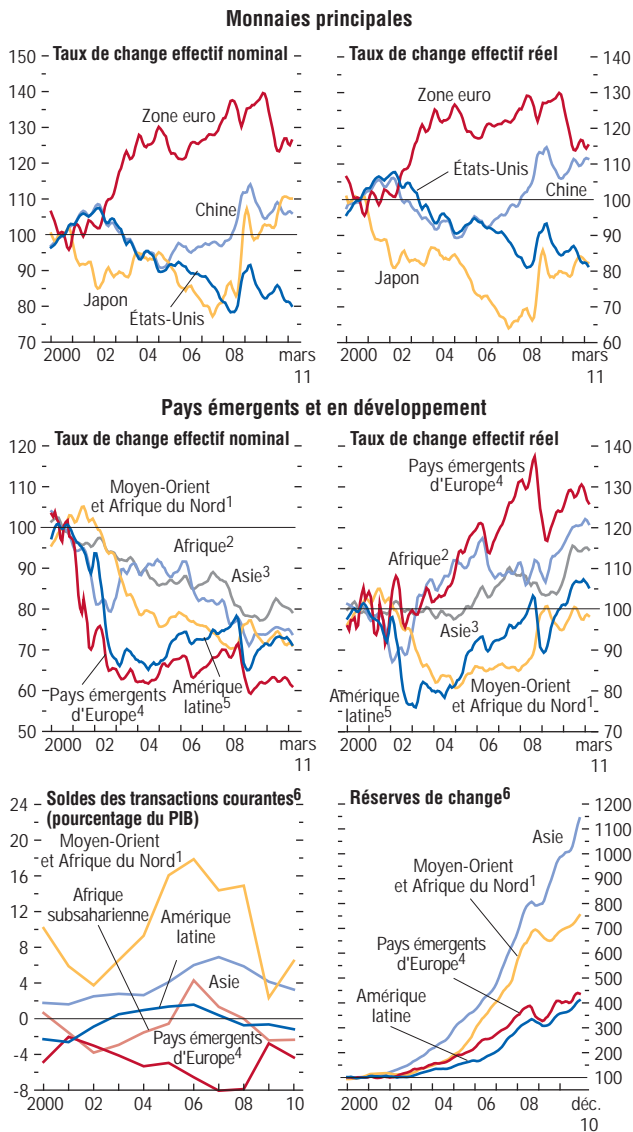 Monnaies principales
Taux de change effectif nominal
150
140
130
120
110
100
90
80
70
Zone euro
Chine
Japon
États-Unis
2000 02 04 06 08 mars
11
Taux de change effectif réel
140
130
120
110
100
90
80
70
60
Zone euro
États-Unis
Chine
Japon
2000 02 04 06 08 mars
11
Pays émergents et en développement
Taux de change effectif nominal
120
110
100
90
80
70
60
50
Moyen-Orient
et Afrique du Nord1
Afrique2
Asie3
Pays émergents
d'Europe4
Amérique
latine5
2000 02 04 06 08 mars
11
Taux de change effectif réel
140
130
120
110
100
90
80
70
Pays émergents
d'Europe4
Afrique2
Asie3
Amérique
latine5
Moyen-Orient
et Afrique du Nord1
2000 02 04 06 08 mars
11
Soldes des transactions courantes6
(pourcentage du PIB)
24
20
16
12
8
4
0
-4
-8
Moyen-Orient
et Afrique du Nord1
Afrique
subsaharienne
Amérique
latine
Asie
Pays émergents
d'Europe4
2000 02 04 06 08 10
Réserves de change6
1200
1100
1000
900
800
700
600
500
400
300
200
100
Asie
Moyen-Orient
et Afrique du Nord1
Pays émergents
d'Europe4
Amérique
latine
2000 02 04 06 08 déc.
10